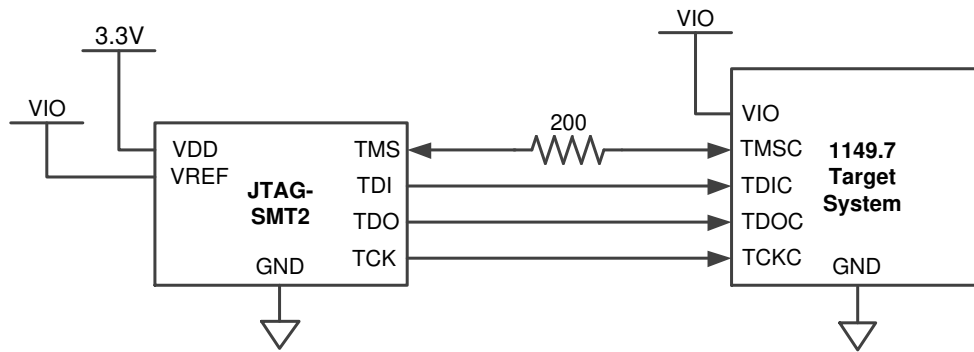 VIO
3.3V
VIO
VDD
VREF
JTAG-
SMT2
GND
TMS
TDI
TDO
TCK
200
VIO
TMSC
TDIC
TDOC
TCKC
1149.7
Target
System
GND